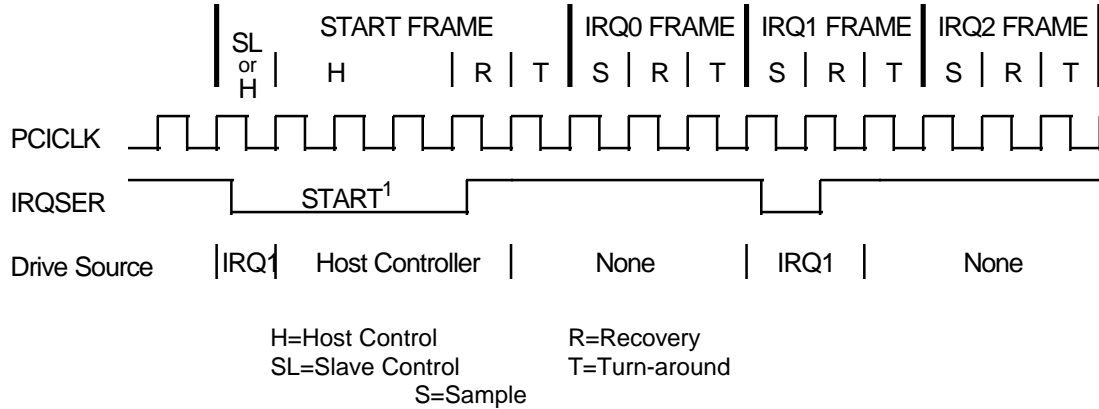 START FRAME IRQ0 FRAME IRQ1 FRAME IRQ2 FRAME
SL
or
H
H R T S R T S R T S R T
PCICLK
IRQSER START1
Drive Source IRQ1 Host Controller None IRQ1 None
H=Host Control R=Recovery
SL=Slave Control T=Turn-around
S=Sample